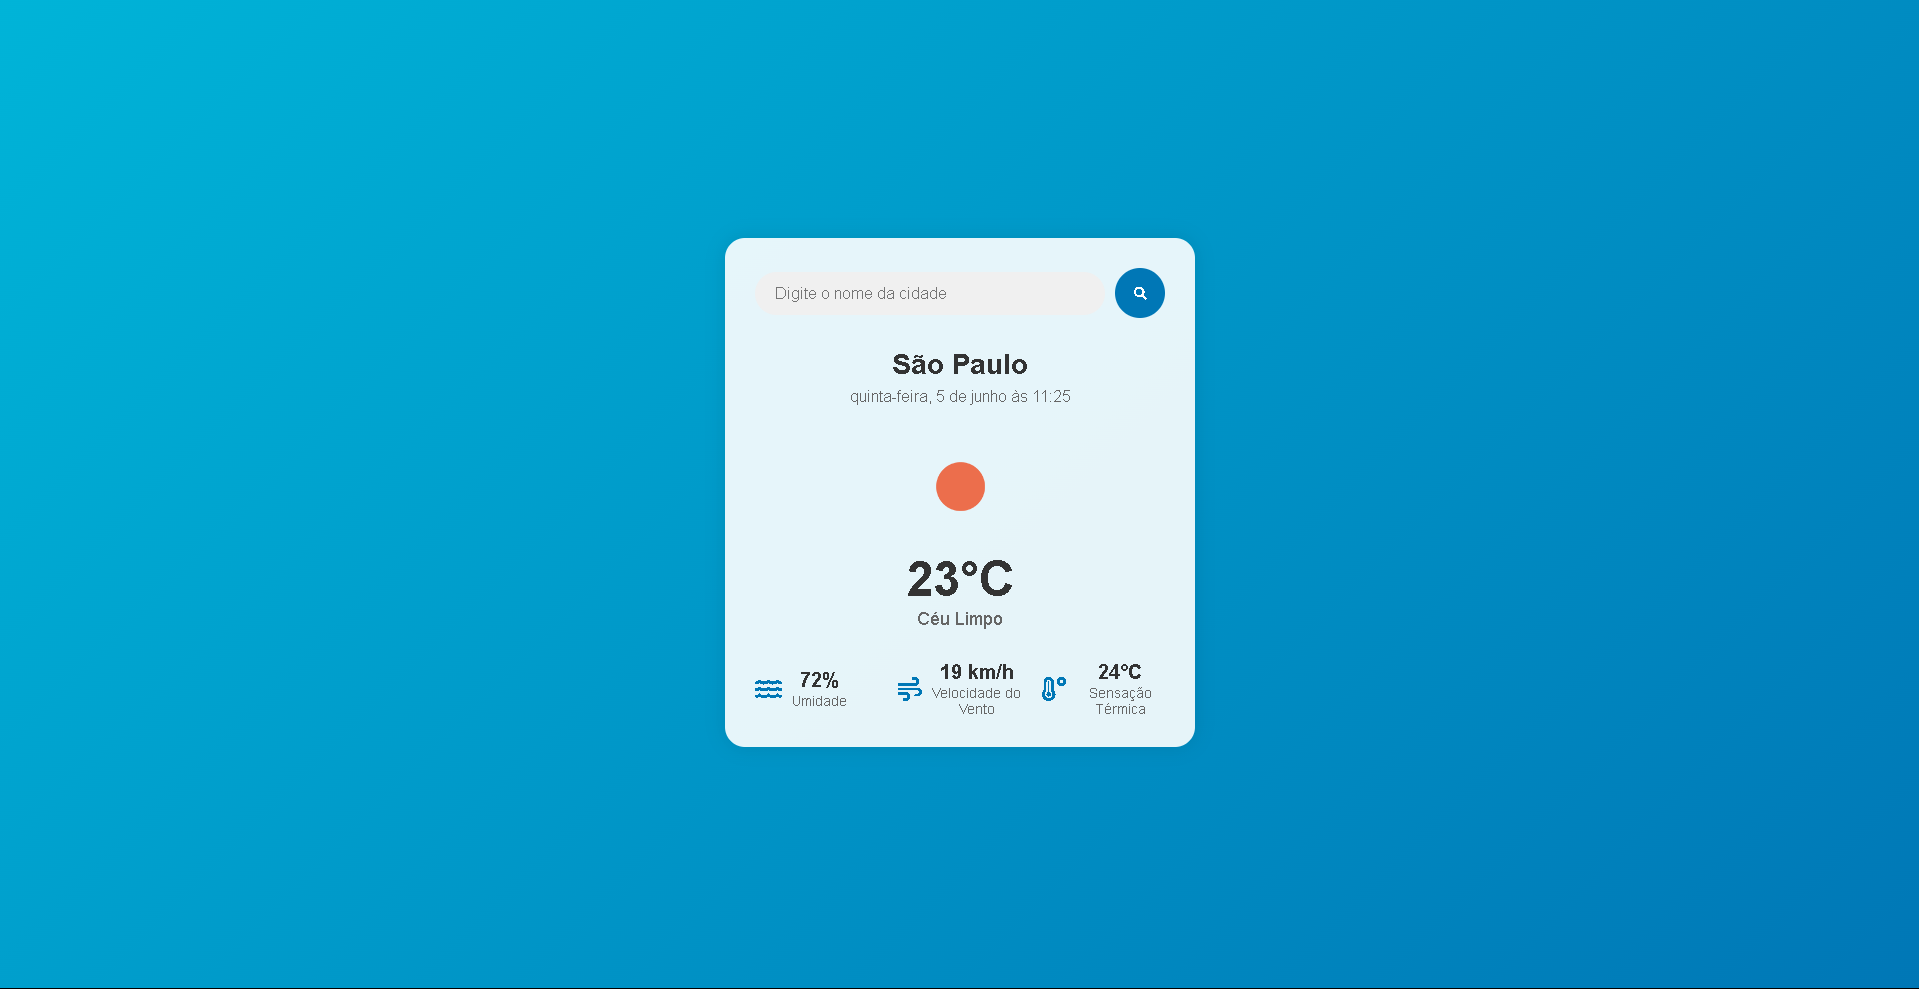 Digite o nome da cidade
São Paulo
quinta-feira, 5 de junho às 11:25
23°C
Céu Limpo
72%
Umidade
19 km/h
Velocidade do
Vento
24°C
Sensação
Térmica